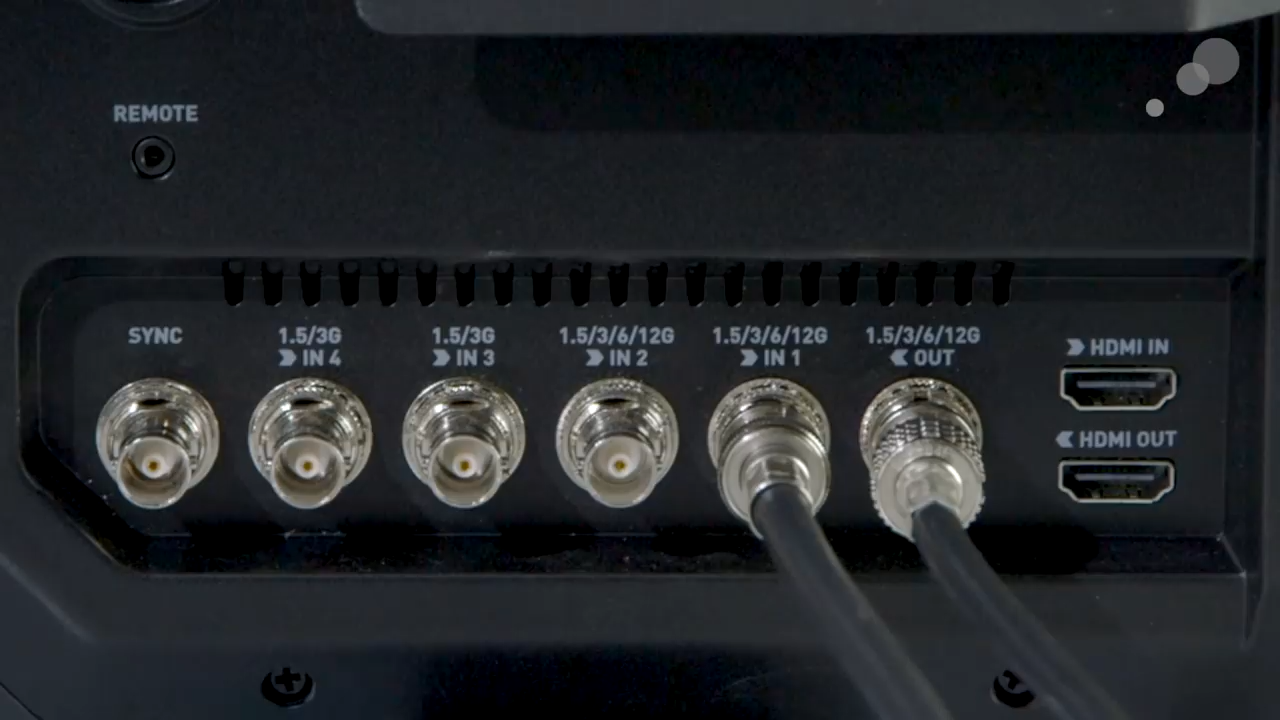 REMOTE
SYNC
1.5/3G
IN 4
1.5/3G
IN 3
1.5/3/6/12G
IN 2
1.5/3/6/12G
IN 1
1.5/3/6/12G
OUT
HDMI IN
HDMI OUT